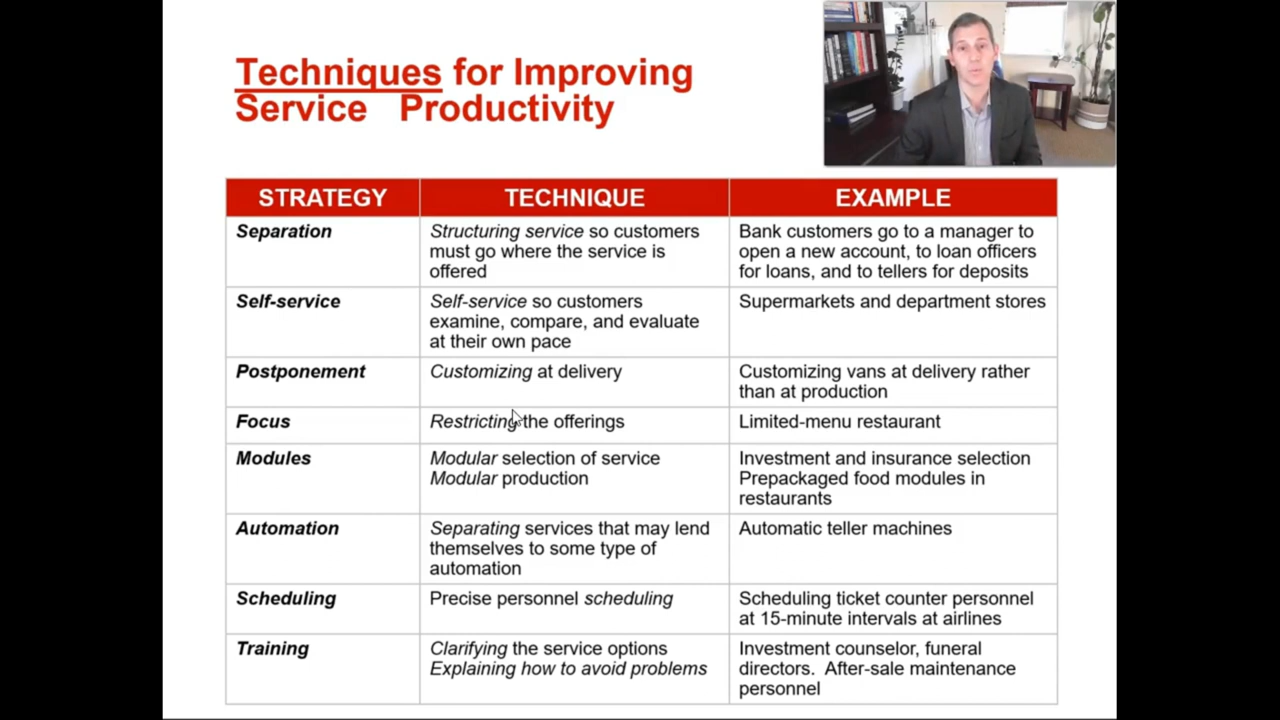 Techniques for Improving
Service Productivity
STRATEGY TECHNIQUE EXAMPLE
Separation
Structuring service so customers
must go where the service is
offered
Bank customers go to a manager to
open a new account, to loan officers
for loans, and to tellers for deposits
Self-service
Self-service so customers
examine, compare, and evaluate
at their own pace
Supermarkets and department stores
Postponement
Customizing at delivery
Customizing vans at delivery rather
than at production
Focus
Restricting the offerings
Limited-menu restaurant
Modules
Modular selection of service
Modular production
Investment and insurance selection
Prepackaged food modules in
restaurants
Automation
Separating services that may lend
themselves to some type of
automation
Automatic teller machines
Scheduling
Precise personnel scheduling
Scheduling ticket counter personnel
at 15-minute intervals at airlines
Training
Clarifying the service options
Explaining how to avoid problems
Investment counselor, funeral
directors. After-sale maintenance
personnel